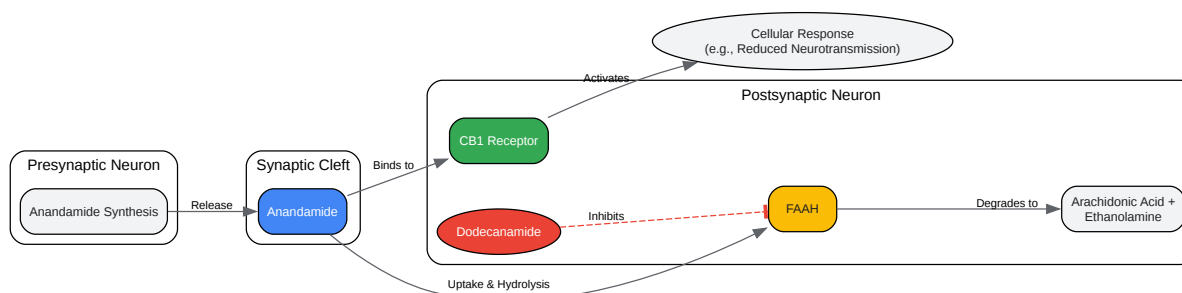 Cellular Response
(e.g., Reduced Neurotransmission)
Activates
Postsynaptic Neuron
CB1 Receptor
Presynaptic Neuron
Synaptic Cleft
Binds to
Anandamide Synthesis
Release
Anandamide
Dodecanamide
Inhibits
FAAH
Degrades to
Arachidonic Acid +
Ethanolamine
Uptake & Hydrolysis